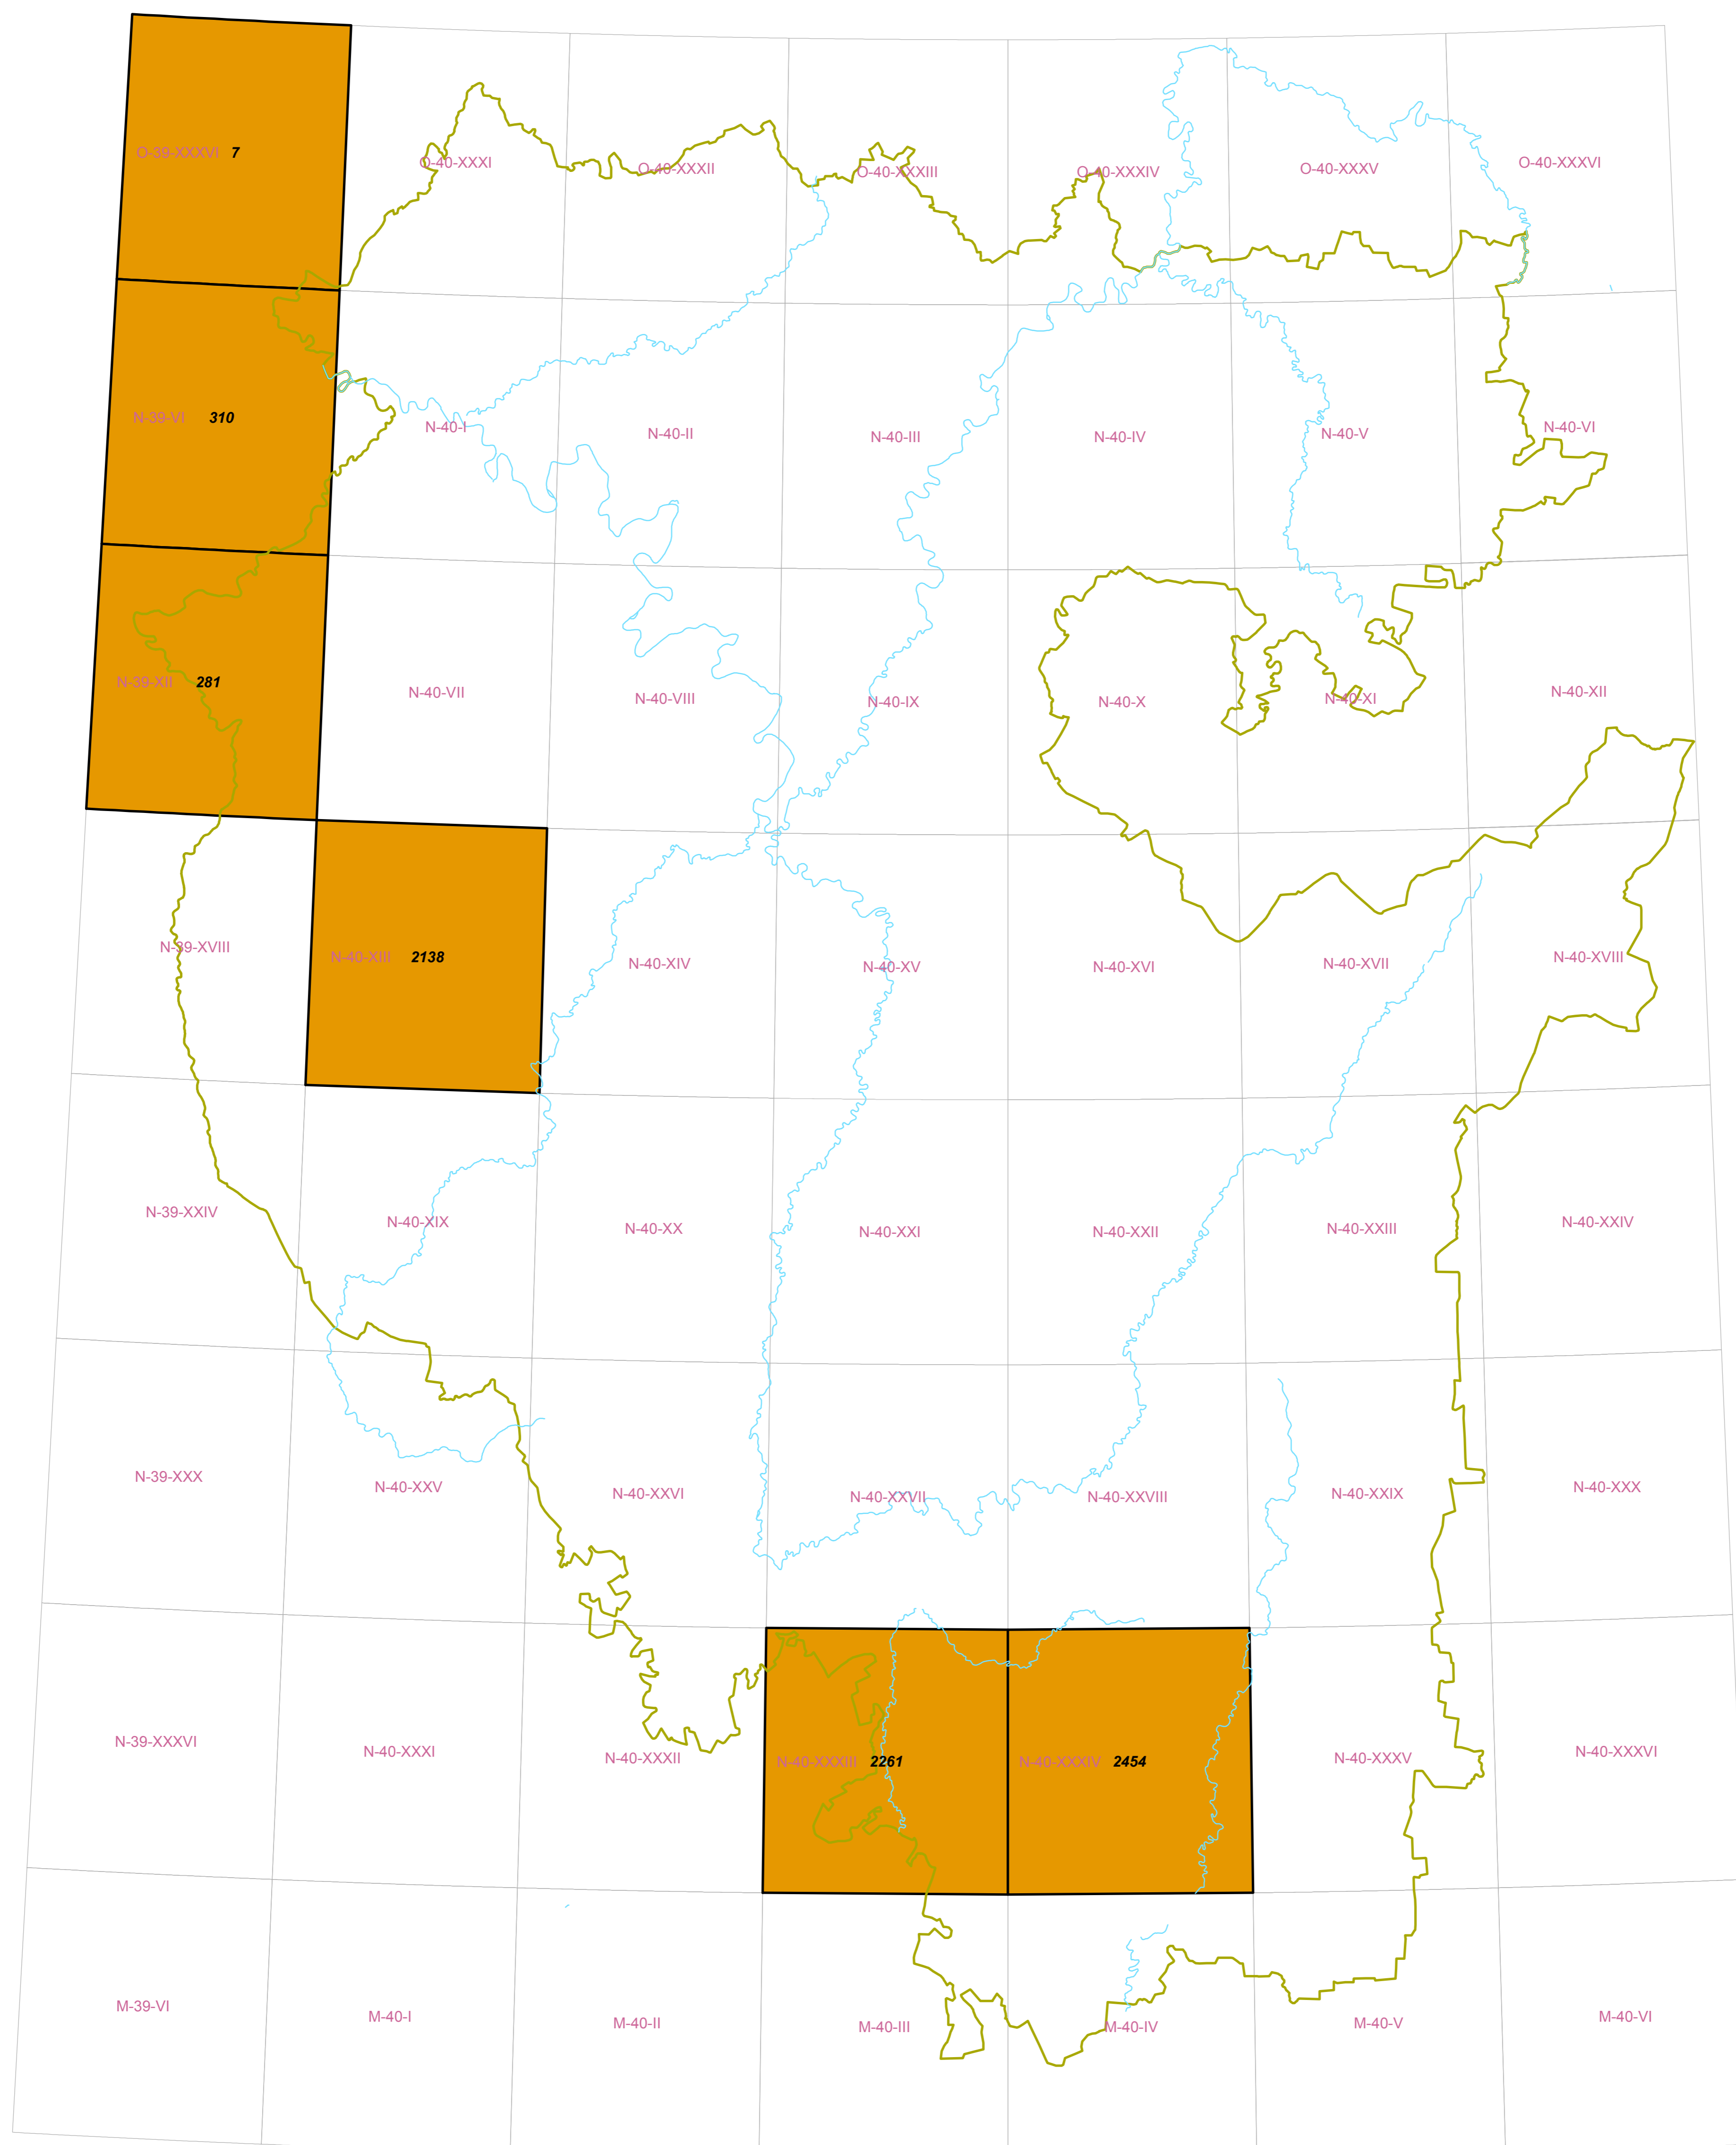 O-39-XXXVI 7
O-40-XXXI
O-40-XXXII
O-40-XXXIII
O-40-XXXIV
O-40-XXXV
O-40-XXXVI
N-39-VI 310
N-40-I
N-40-II
N-40-III
N-40-IV
N-40-V
N-40-VI
N-39-XII 281
N-40-VII
N-40-VIII
N-40-IX
N-40-X
N-40-XI
N-40-XII
N-39-XVIII
N-40-XIII 2138
N-40-XIV
N-40-XV
N-40-XVI
N-40-XVII
N-40-XVIII
N-39-XXIV
N-40-XIX
N-40-XX
N-40-XXI
N-40-XXII
N-40-XXIII
N-40-XXIV
N-39-XXX
N-40-XXV
N-40-XXVI
N-40-XXVII
N-40-XXVIII
N-40-XXIX
N-40-XXX
N-39-XXXVI
N-40-XXXI
N-40-XXXII
N-40-XXXIII 2261
N-40-XXXIV 2454
N-40-XXXV
N-40-XXXVI
M-39-VI
M-40-I
M-40-II
M-40-III
M-40-IV
M-40-V
M-40-VI